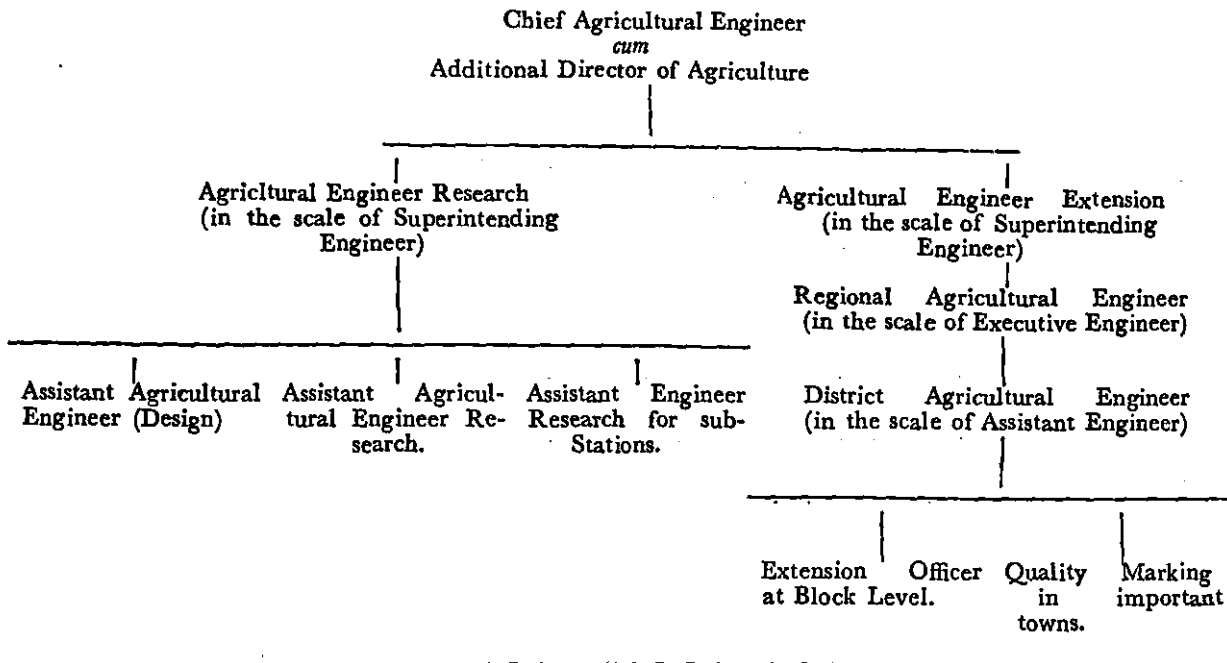 Chief Agricultural Engineer
cum
Additional Director of Agriculture
Agricltural Engineer Research
(in the scale of Superintending
Engineer)
Agricultural Engineer Extension
(in the scale of Superintending
Engineer)
Regional Agricultural Engineer
(in the scale of Executive Engineer)
Assistant Agricultural
Engineer (Design)
Assistant Agricul-
tural Engineer Re-
search.
Assistant Engineer
Research for sub-
Stations.
District Agricultural Engineer
(in the scale of Assistant Engineer)
Extension Officer
at Block Level.
Quality Marking
in important
towns.